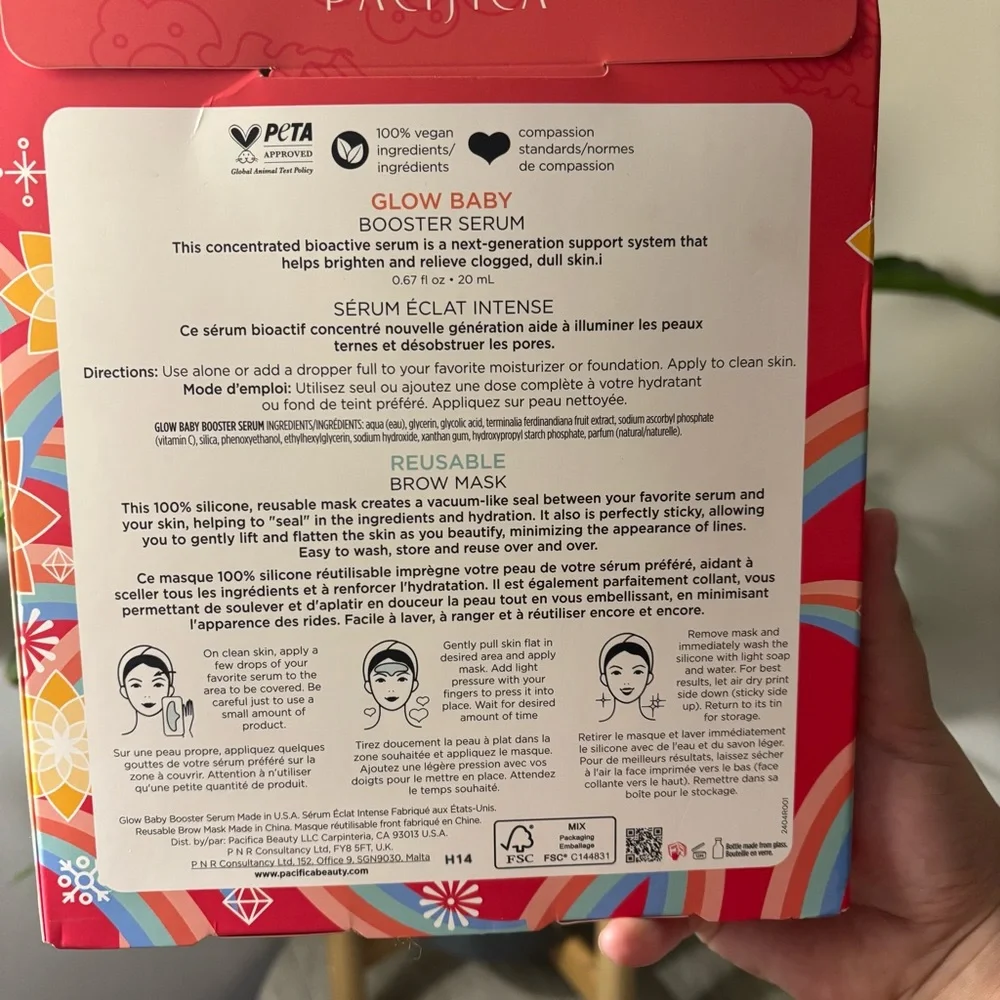 PACIFICA
PETA
APPROVED
Global Animal Test Policy
100% vegan
ingredients/
ingrédients
compassion
standards/normes
de compassion
GLOW BABY
BOOSTER SERUM
This concentrated bioactive serum is a next-generation support system that
helps brighten and relieve clogged, dull skin.i
0.67 fl oz • 20 mL
SÉRUM ÉCLAT INTENSE
Ce sérum bioactif concentré nouvelle génération aide à illuminer les peaux
ternes et désobstruer les pores.
Directions: Use alone or add a dropper full to your favorite moisturizer or foundation. Apply to clean skin.
Mode d'emploi: Utilisez seul ou ajoutez une dose complète à votre hydratant
ou fond de teint préféré. Appliquez sur peau nettoyée.
GLOW BABY BOOSTER SERUM INGREDIENTS/INGRÉDIENTS: aqua (eau), glycerin, glycolic acid, terminalia ferdinandiana fruit extract, sodium ascorbyl phosphate
(vitamin C), silica, phenoxyethanol, ethylhexylglycerin, sodium hydroxide, xanthan gum, hydroxypropyl starch phosphate, parfum (natural/naturelle).
REUSABLE
BROW MASK
This 100% silicone, reusable mask creates a vacuum-like seal between your favorite serum and
your skin, helping to "seal" in the ingredients and hydration. It also is perfectly sticky, allowing
you to gently lift and flatten the skin as you beautify, minimizing the appearance of lines.
Easy to wash, store and reuse over and over.
Ce masque 100% silicone réutilisable imprègne votre peau de votre sérum préféré, aidant à
sceller tous les ingrédients et à renforcer l'hydratation. Il est également parfaitement collant, vous
permettant de soulever et d'aplatir en douceur la peau tout en vous embellissant, en minimisant
l'apparence des rides. Facile à laver, à ranger et à réutiliser encore et encore.
On clean skin, apply a
few drops of your
favorite serum to the
area to be covered. Be
careful just to use a
small amount of
product.
Sur une peau propre, appliquez quelques
gouttes de votre sérum préféré sur la
zone à couvrir. Attention à n'utiliser
qu'une petite quantité de produit.
Gently pull skin flat in
desired area and apply
mask. Add light
pressure with your
fingers to press it into
place. Wait for desired
amount of time
Tirez doucement la peau à plat dans la
zone souhaitée et appliquez le masque.
Ajoutez une légère pression avec vos
doigts pour le mettre en place. Attendez
le temps souhaité.
Remove mask and
immediately wash the
silicone with light soap
and water. For best
results, let air dry print
side down (sticky side
up). Return to its tin
for storage.
Retirer le masque et laver immédiatement
le silicone avec de l'eau et du savon léger.
Pour de meilleurs résultats, laissez sécher
à l'air la face imprimée vers le bas (face
collante vers le haut). Remettre dans sa
boîte pour le stockage.
Glow Baby Booster Serum Made in U.S.A. Sérum Éclat Intense Fabriqué aux États-Unis.
Reusable Brow Mask Made in China. Masque réutilisable front fabriqué en Chine.
Dist. by/par: Pacifica Beauty LLC Carpinteria, CA 93013 U.S.A.
P N R Consultancy Ltd, FY8 5FT, U.K.
P N R Consultancy Ltd, 152, Office 9, SGN9030, Malta
www.pacificabeauty.com
H14
FSC
MIX
Packaging
Emballage
FSC® C144831
Bottle made from glass.
Bouteille en verre.
2404R001